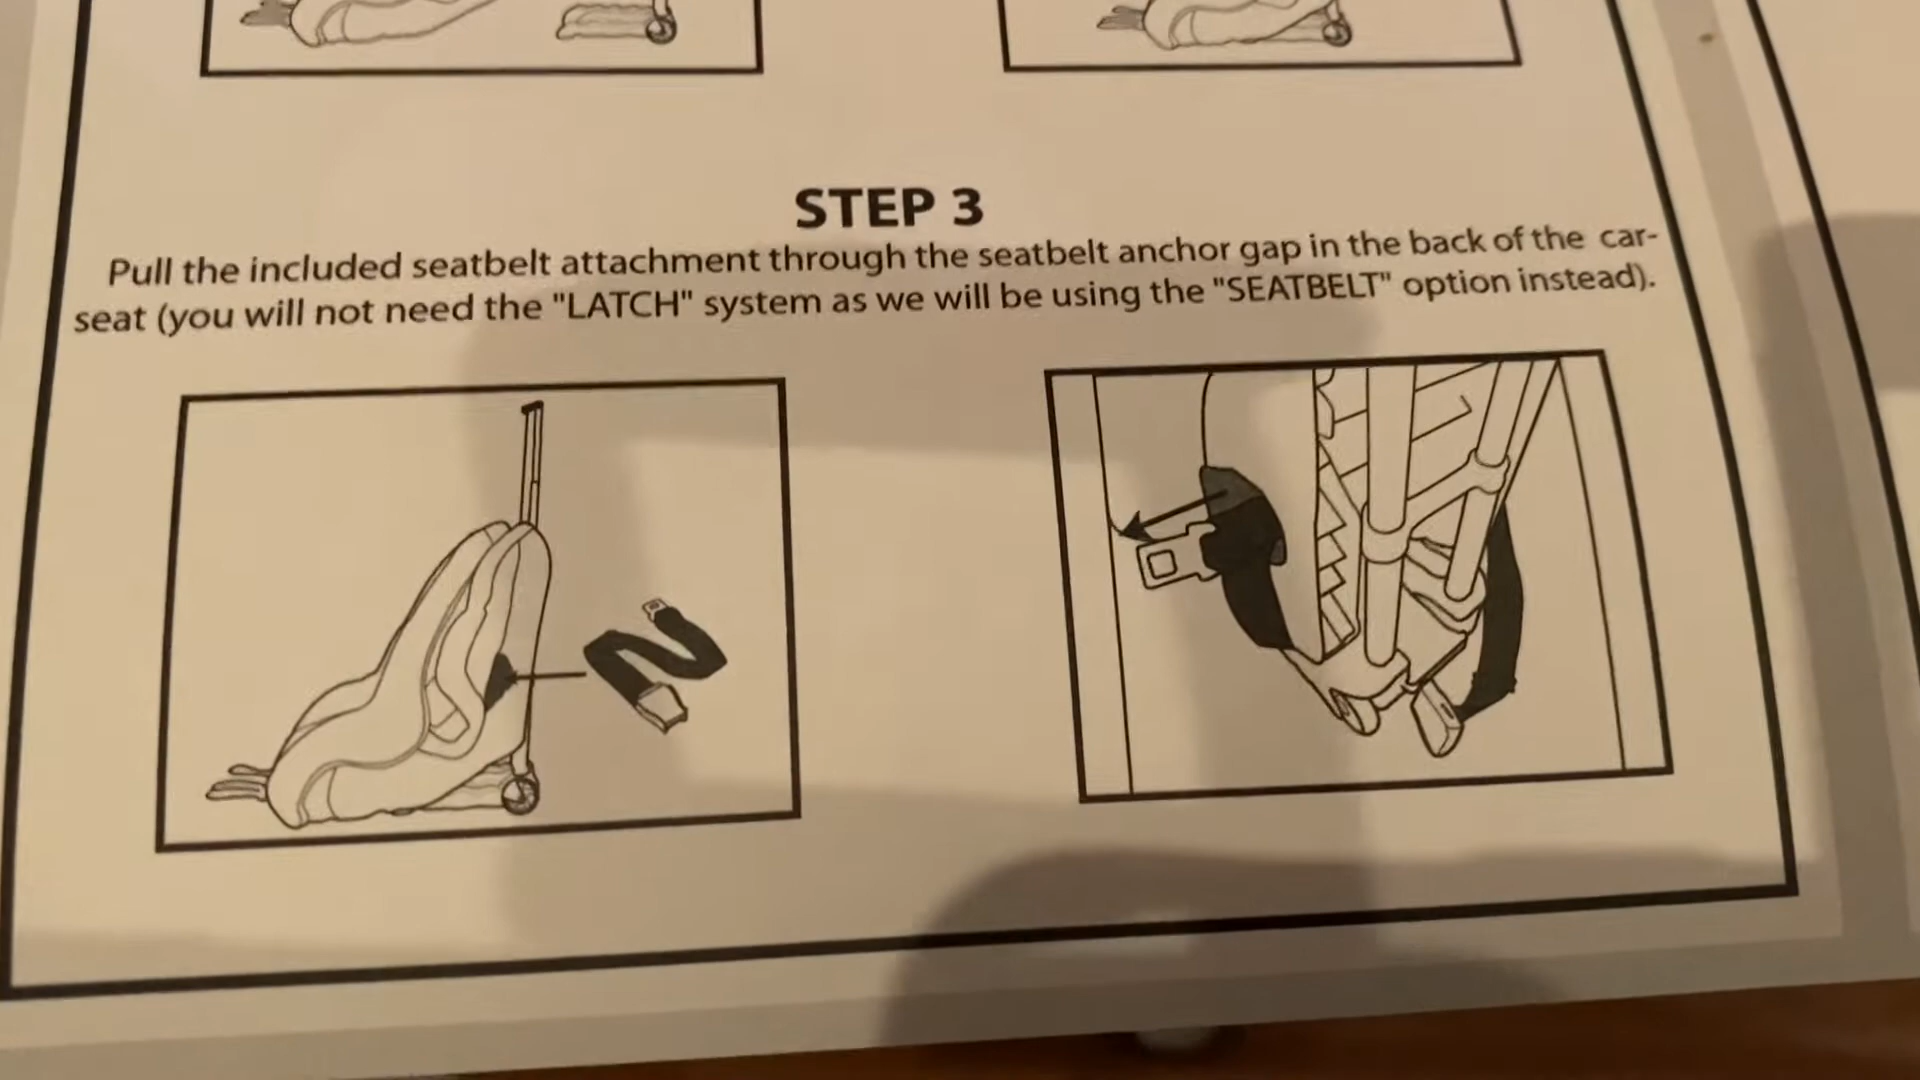 STEP 3
Pull the included seatbelt attachment through the seatbelt anchor gap in the back of the car-
seat (you will not need the "LATCH" system as we will be using the "SEATBELT" option instead).